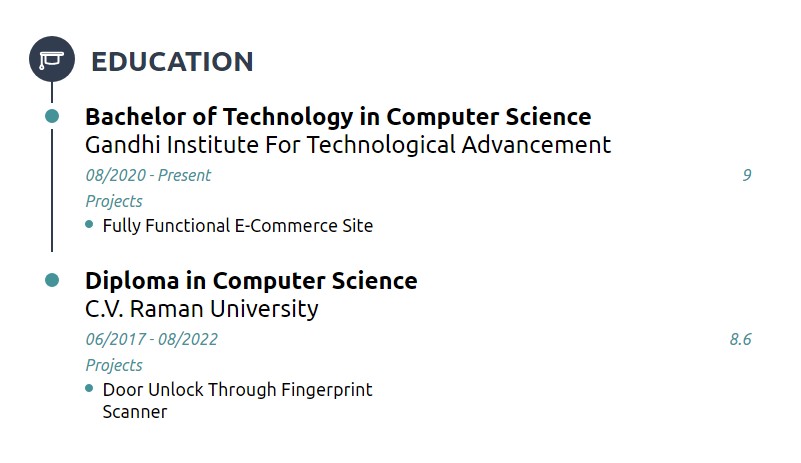 EDUCATION
Bachelor of Technology in Computer Science
Gandhi Institute For Technological Advancement
08/2020 - Present 9
Projects
Fully Functional E-Commerce Site
Diploma in Computer Science
C.V. Raman University
06/2017 - 08/2022 8.6
Projects
Door Unlock Through Fingerprint
Scanner